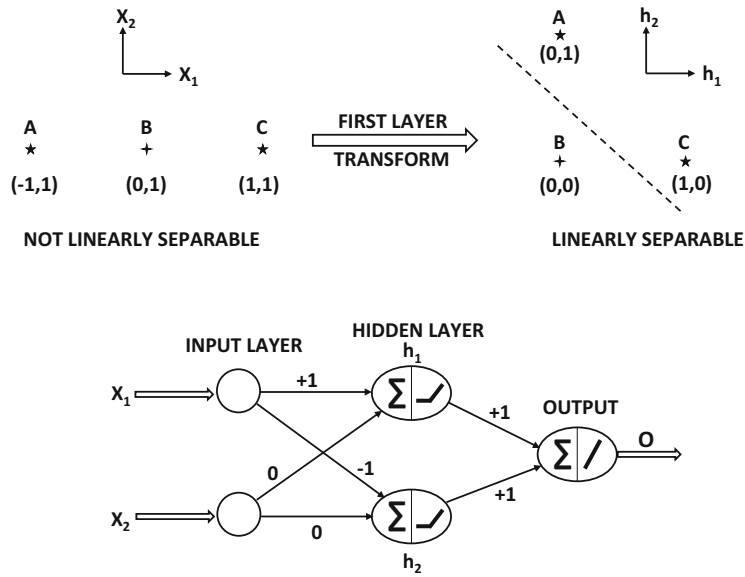 X2
X1
A
B
C
(-1,1)
(0,1)
(1,1)
NOT LINEARLY SEPARABLE
FIRST LAYER
TRANSFORM
A
(0,1)
h2
h1
B
C
(0,0)
(1,0)
LINEARLY SEPARABLE
INPUT LAYER
HIDDEN LAYER
h1
X1
+1
Σ
+1
OUTPUT
Σ
O
0
-1
+1
X2
0
Σ
h2